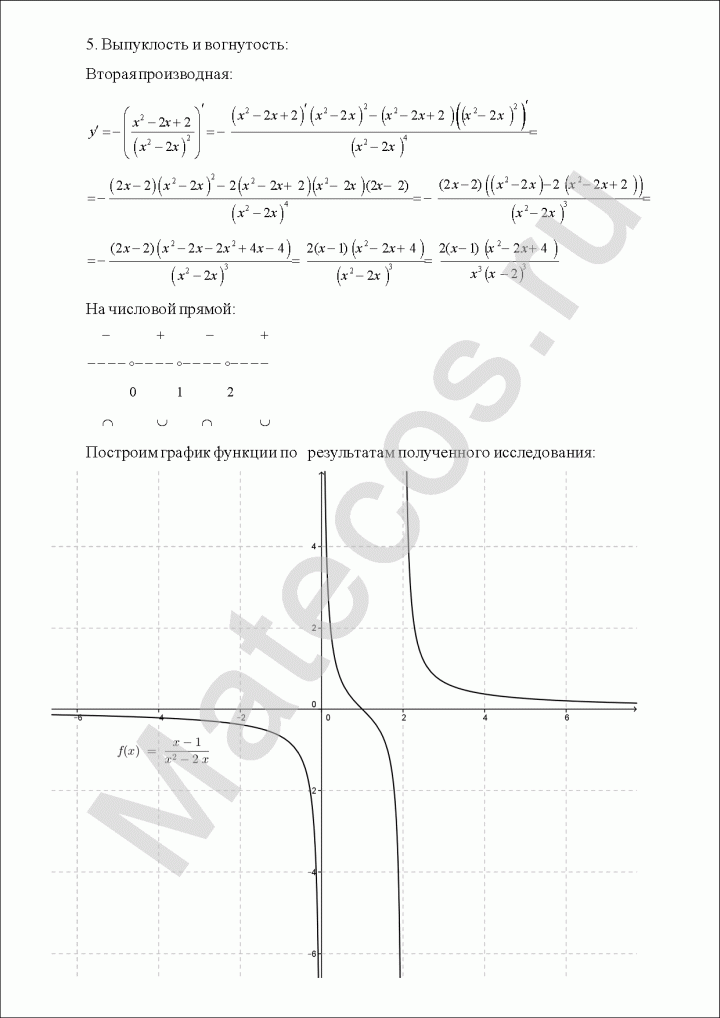 5. Выпуклость и вогнутость:
Вторая производная:
y' = −((x² − 2x + 2)/(x² − 2x)²)' = − ((x² − 2x + 2)'(x² − 2x)² − (x² − 2x + 2)((x² − 2x)²)')/(x² − 2x)⁴ =
= − ((2x − 2)(x² − 2x)² − 2(x² − 2x + 2)(x² − 2x)(2x − 2))/(x² − 2x)⁴ = − ((2x − 2)((x² − 2x) − 2(x² − 2x + 2)))/(x² − 2x)³ =
= − ((2x − 2)(x² − 2x − 2x² + 4x − 4))/(x² − 2x)³ = (2(x − 1)(x² − 2x + 4))/(x² − 2x)³ = (2(x − 1)(x² − 2x + 4))/(x³(x − 2)³)
На числовой прямой:
− + − +
−−−−○−−−−○−−−−○−−−−
0 1 2
∩ ∪ ∩ ∪
Построим график функции по результатам полученного исследования:
4
2
0
−6 −4 −2 0 2 4 6
f(x) = (x − 1)/(x² − 2 x)
−2
−4
−6
Matecos.ru